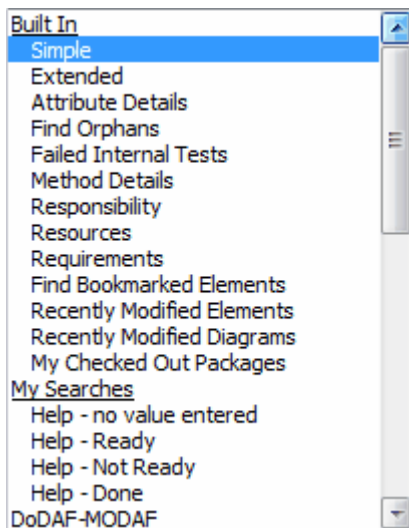 Built In
Simple
Extended
Attribute Details
Find Orphans
Failed Internal Tests
Method Details
Responsibility
Resources
Requirements
Find Bookmarked Elements
Recently Modified Elements
Recently Modified Diagrams
My Checked Out Packages
My Searches
Help - no value entered
Help - Ready
Help - Not Ready
Help - Done
DoDAF-MODAF